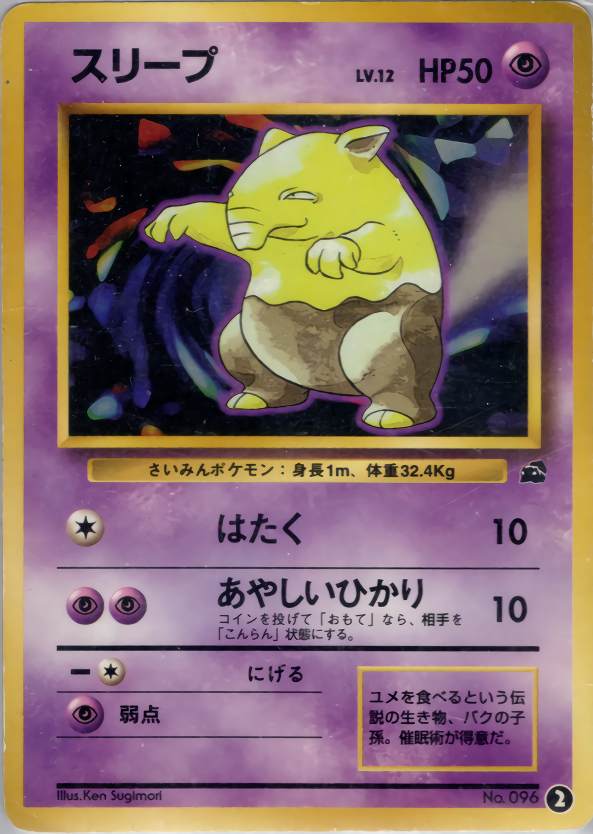 スリープ
LV.12 HP50
さいみんポケモン：身長1m、体重32.4Kg
はたく 10
あやしいひかり 10
コインを投げて「おもて」なら、相手を
「こんらん」状態にする。
にげる
弱点
ユメを食べるという伝
説の生き物、バクの子
孫。催眠術が得意だ。
Illus.Ken Sugimori
No. 096 2